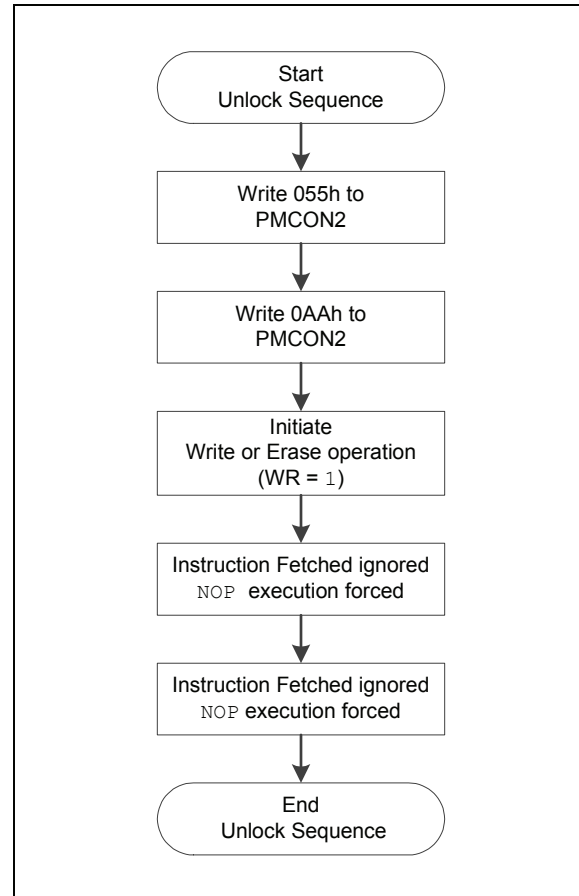 Start
Unlock Sequence
Write 055h to
PMCON2
Write 0AAh to
PMCON2
Initiate
Write or Erase operation
(WR = 1)
Instruction Fetched ignored
NOP execution forced
Instruction Fetched ignored
NOP execution forced
End
Unlock Sequence